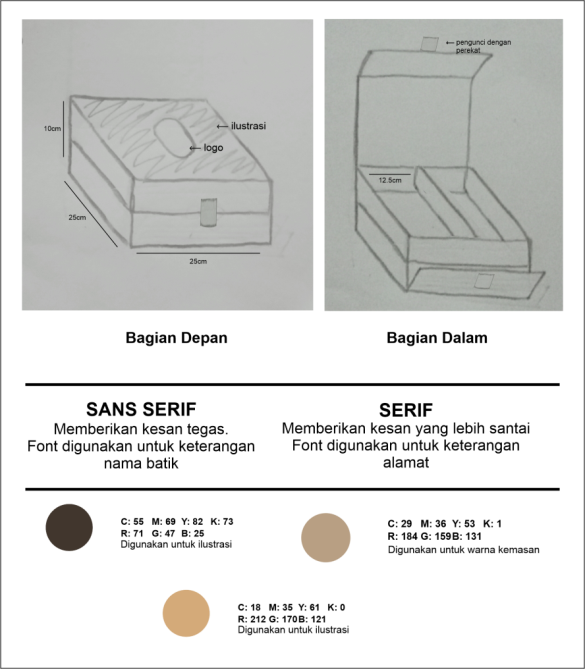 pengunci dengan
perekat
10cm
ilustrasi
logo
12.5cm
25cm
25cm
Bagian Depan
Bagian Dalam
SANS SERIF
Memberikan kesan tegas.
Font digunakan untuk keterangan
nama batik
SERIF
Memberikan kesan yang lebih santai
Font digunakan untuk keterangan
alamat
C: 55 M: 69 Y: 82 K: 73
R: 71 G: 47 B: 25
Digunakan untuk ilustrasi
C: 29 M: 36 Y: 53 K: 1
R: 184 G: 159B: 131
Digunakan untuk warna kemasan
C: 18 M: 35 Y: 61 K: 0
R: 212 G: 170B: 121
Digunakan untuk ilustrasi